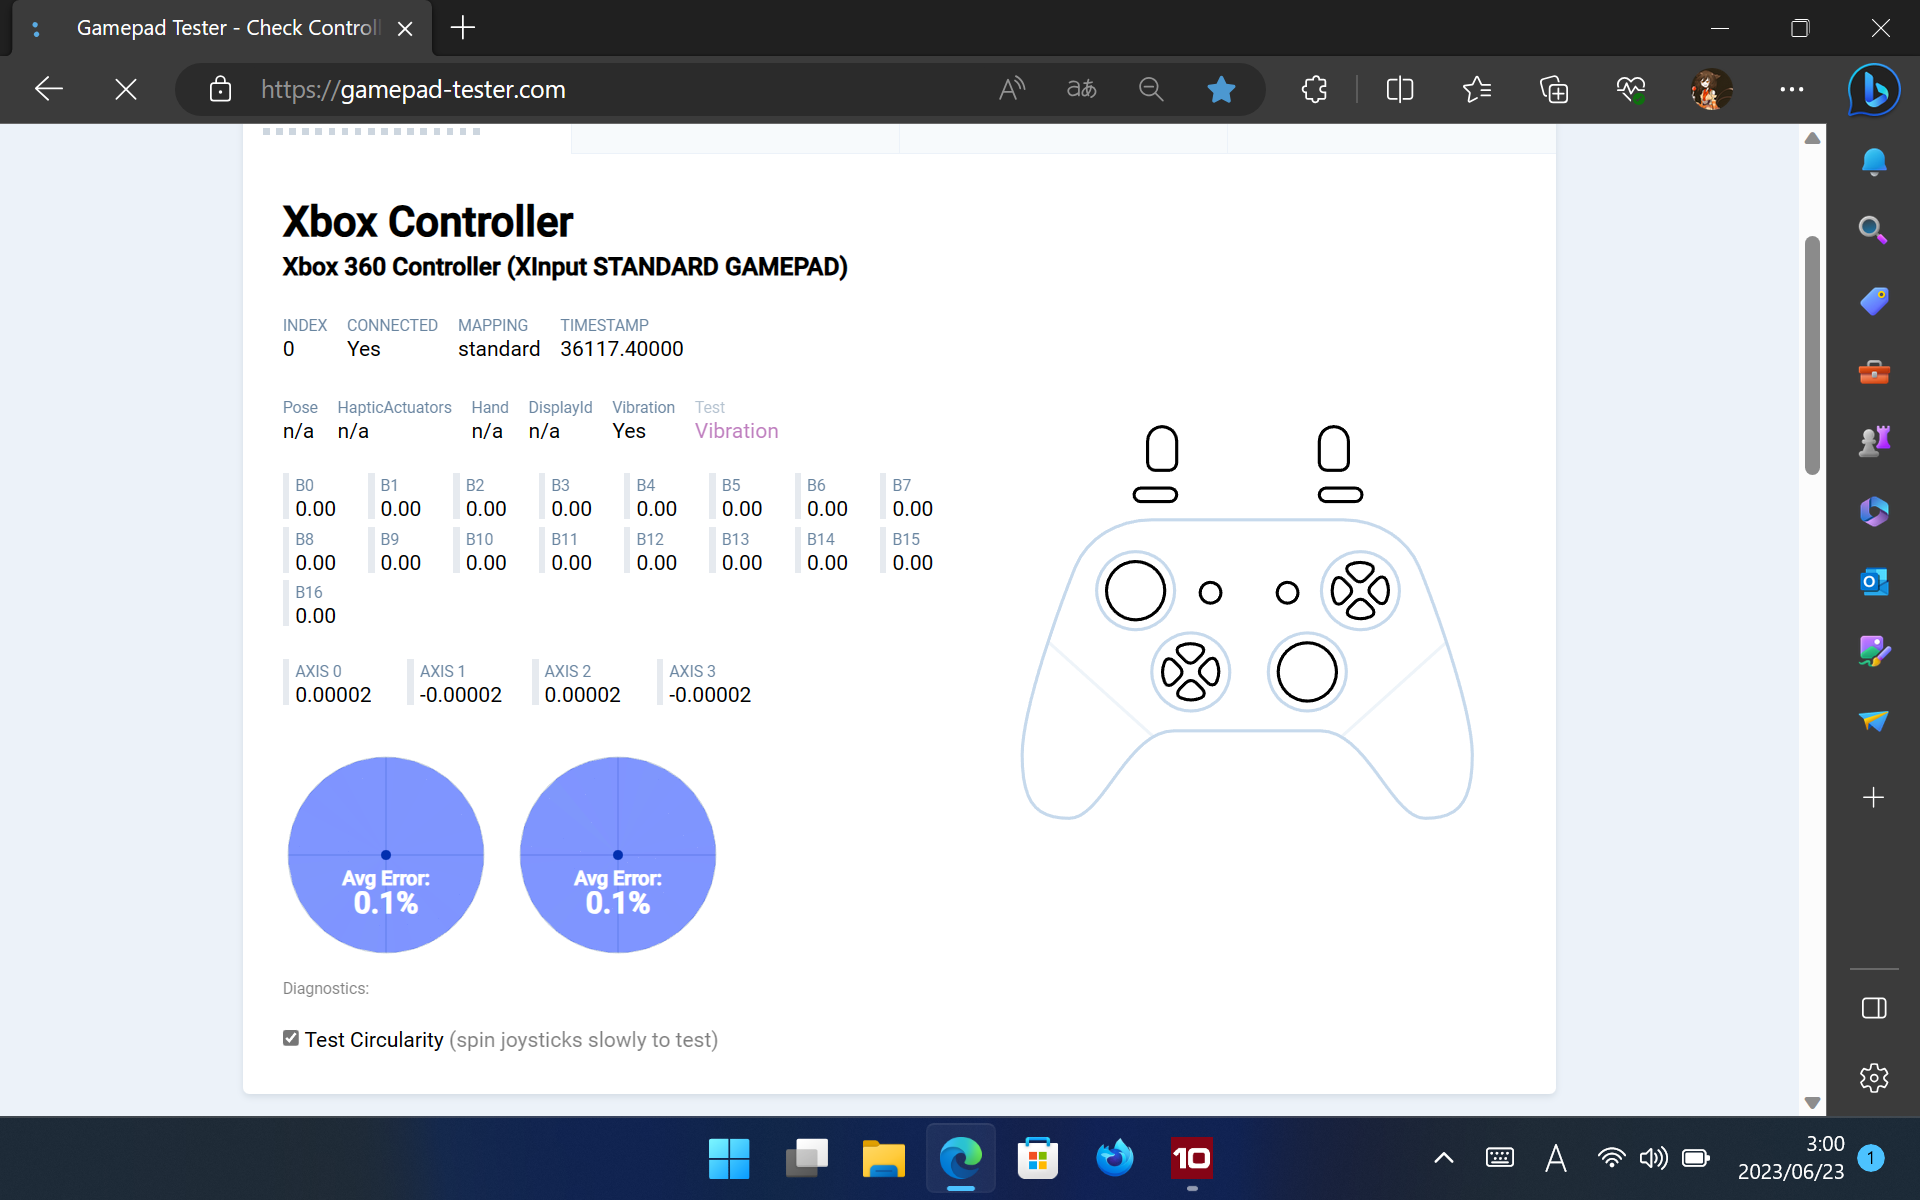 Gamepad Tester - Check Controll
https://gamepad-tester.com
Xbox Controller
Xbox 360 Controller (XInput STANDARD GAMEPAD)
INDEX CONNECTED MAPPING TIMESTAMP
0 Yes standard 36117.40000
Pose HapticActuators Hand DisplayId Vibration Test
n/a n/a n/a n/a Yes Vibration
B0 B1 B2 B3 B4 B5 B6 B7
0.00 0.00 0.00 0.00 0.00 0.00 0.00 0.00
B8 B9 B10 B11 B12 B13 B14 B15
0.00 0.00 0.00 0.00 0.00 0.00 0.00 0.00
B16
0.00
AXIS 0 AXIS 1 AXIS 2 AXIS 3
0.00002 -0.00002 0.00002 -0.00002
Avg Error: Avg Error:
0.1% 0.1%
Diagnostics:
Test Circularity (spin joysticks slowly to test)
10
A
3:00
2023/06/23
1